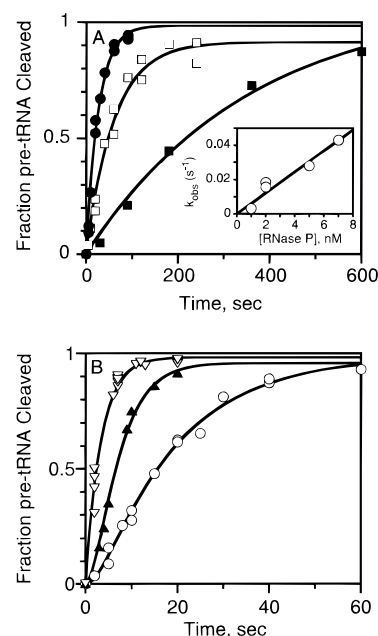 A
Fraction pre-tRNA Cleaved
1
0.5
0
0 200 400 600
Time, sec
kobs (s-1)
0.04
0.02
0
0 2 4 6 8
[RNase P], nM
B
Fraction pre-tRNA Cleaved
1
0.5
0
0 20 40 60
Time, sec